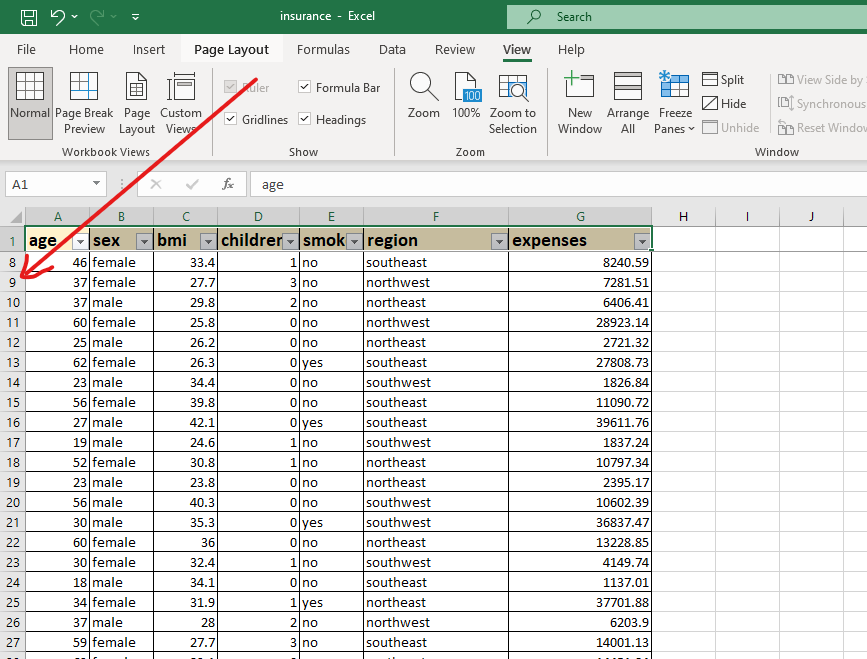 insurance - Excel
Search
File Home Insert Page Layout Formulas Data Review View Help
Normal
Page Break Preview
Page Layout
Custom Views
Workbook Views
Ruler
Formula Bar
Gridlines
Headings
Show
Zoom
100
100%
Zoom to Selection
Zoom
New Window
Arrange All
Freeze Panes
Split
Hide
Unhide
View Side by
Synchronous
Reset Window
Window
A1 fx age
A B C D E F G H I J
1 age sex bmi children smok region expenses
8 46 female 33.4 1 no southeast 8240.59
9 37 female 27.7 3 no northwest 7281.51
10 37 male 29.8 2 no northeast 6406.41
11 60 female 25.8 0 no northwest 28923.14
12 25 male 26.2 0 no northeast 2721.32
13 62 female 26.3 0 yes southeast 27808.73
14 23 male 34.4 0 no southwest 1826.84
15 56 female 39.8 0 no southeast 11090.72
16 27 male 42.1 0 yes southeast 39611.76
17 19 male 24.6 1 no southwest 1837.24
18 52 female 30.8 1 no northeast 10797.34
19 23 male 23.8 0 no northeast 2395.17
20 56 male 40.3 0 no southwest 10602.39
21 30 male 35.3 0 yes southwest 36837.47
22 60 female 36 0 no northeast 13228.85
23 30 female 32.4 1 no southwest 4149.74
24 18 male 34.1 0 no southeast 1137.01
25 34 female 31.9 1 yes northeast 37701.88
26 37 male 28 2 no northwest 6203.9
27 59 female 27.7 3 no southeast 14001.13